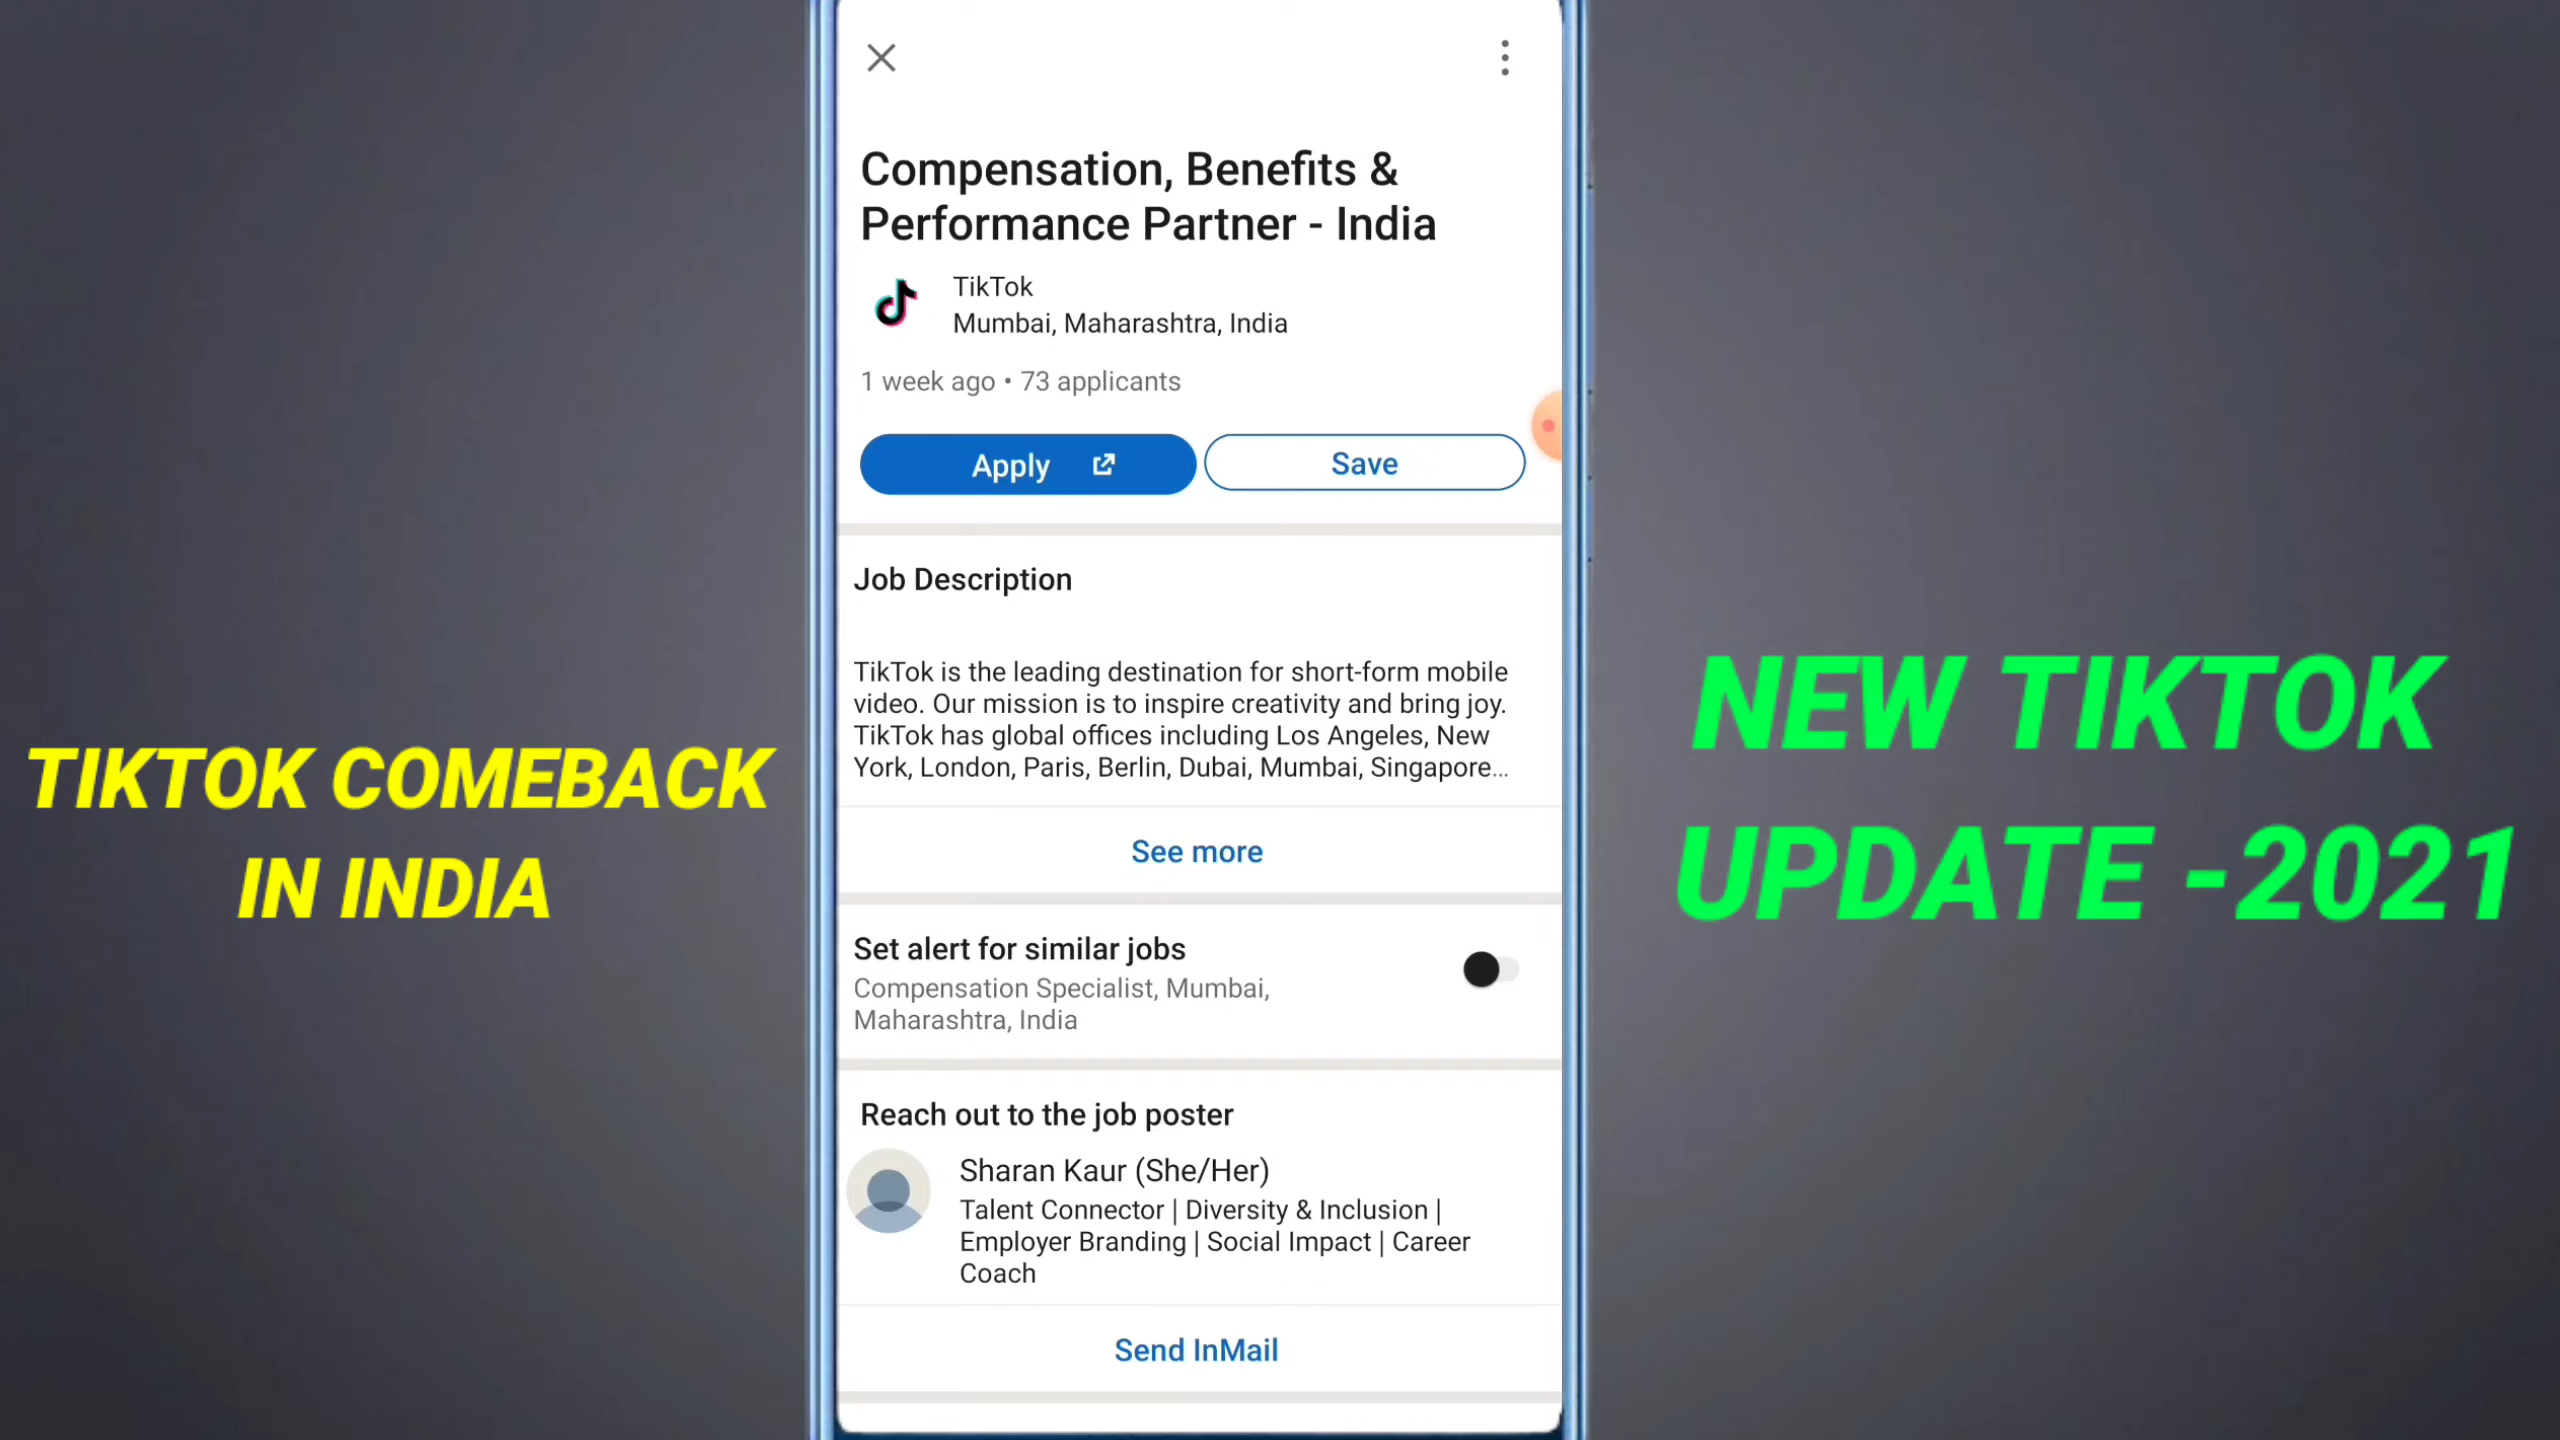 Compensation, Benefits &
Performance Partner - India
TikTok
Mumbai, Maharashtra, India
1 week ago • 73 applicants
Apply
Save
Job Description
TikTok is the leading destination for short-form mobile
video. Our mission is to inspire creativity and bring joy.
TikTok has global offices including Los Angeles, New
York, London, Paris, Berlin, Dubai, Mumbai, Singapore...
See more
Set alert for similar jobs
Compensation Specialist, Mumbai,
Maharashtra, India
Reach out to the job poster
Sharan Kaur (She/Her)
Talent Connector | Diversity & Inclusion |
Employer Branding | Social Impact | Career
Coach
Send InMail
TIKTOK COMEBACK
IN INDIA
NEW TIKTOK
UPDATE -2021